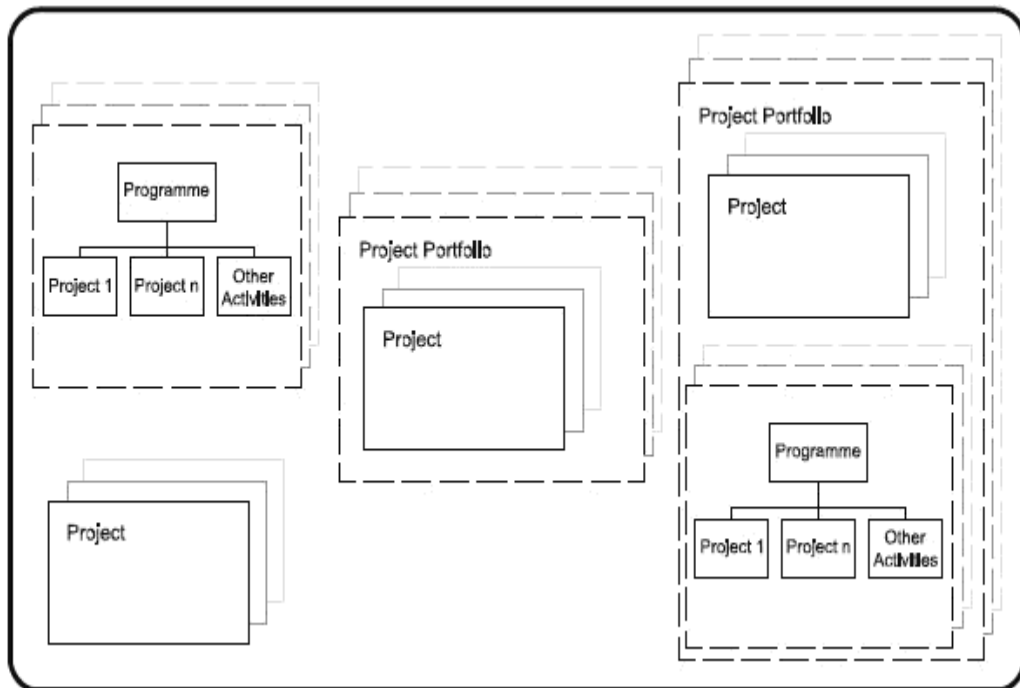 Programme
Project 1
Project n
Other
Activities
Project
Project Portfolio
Project
Project Portfolio
Project
Programme
Project 1
Project n
Other
Activities